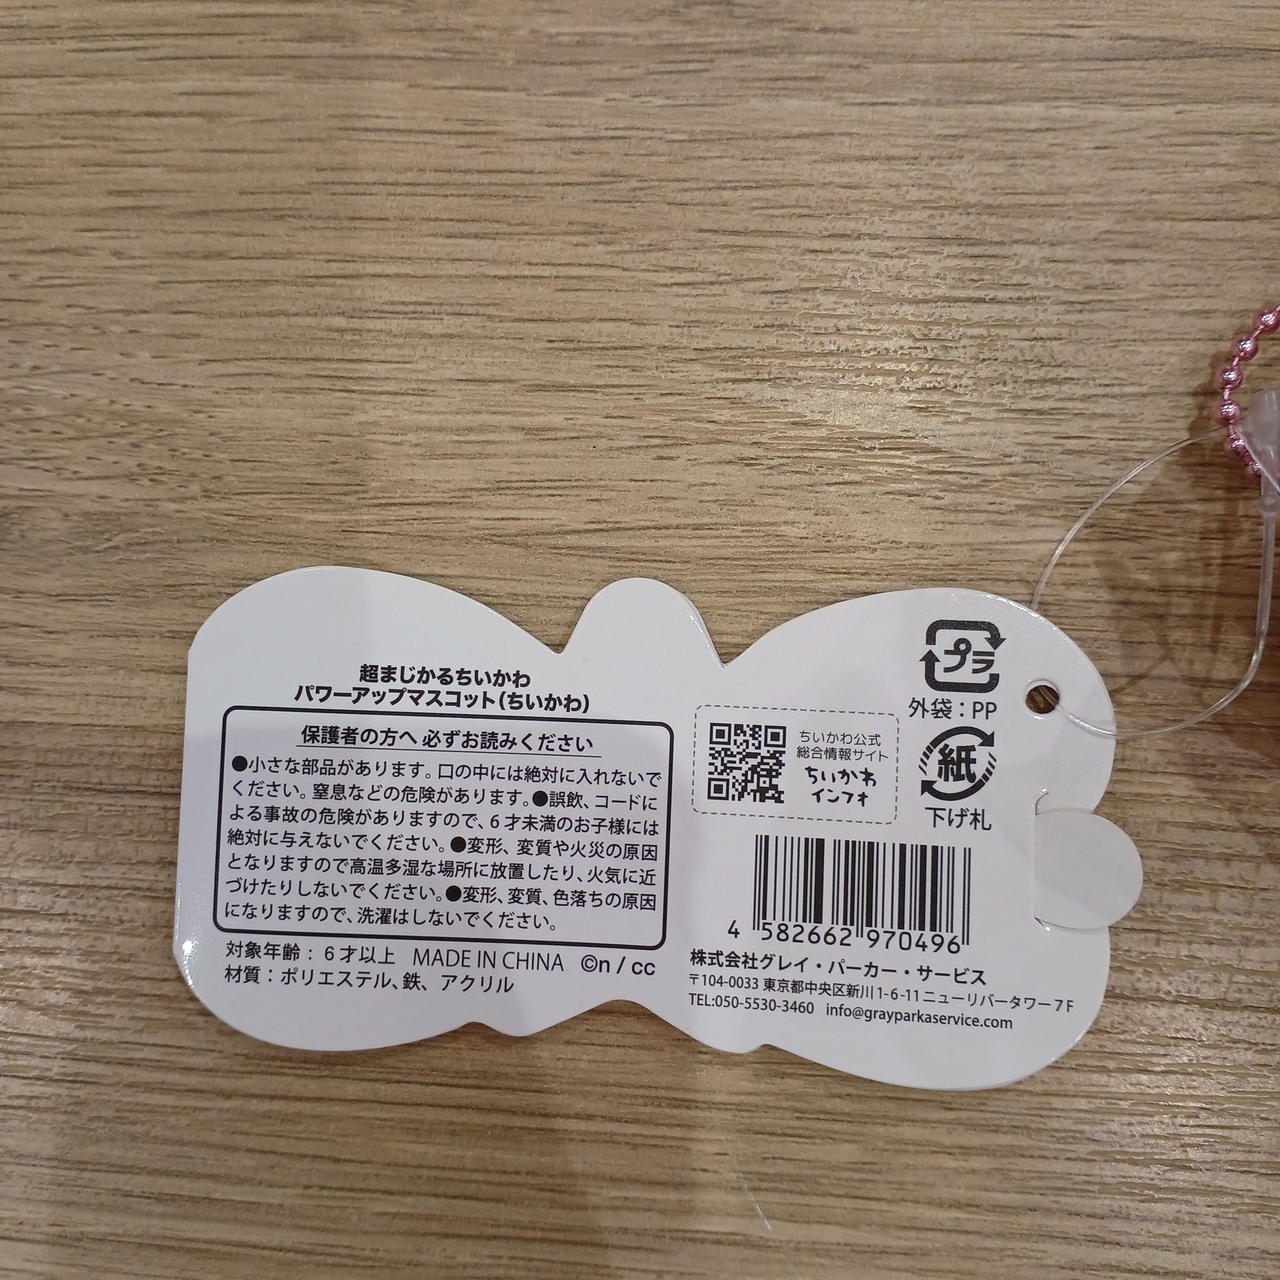 超まじかるちいかわ
パワーアップマスコット(ちいかわ)
保護者の方へ 必ずお読みください
●小さな部品があります。口の中には絶対に入れないで
ください。窒息などの危険があります。●誤飲、コードに
よる事故の危険がありますので、6才未満のお子様には
絶対に与えないでください。●変形、変質や火災の原因
となりますので高温多湿な場所に放置したり、火気に近
づけたりしないでください。●変形、変質、色落ちの原因
になりますので、洗濯はしないでください。
対象年齢：6才以上 MADE IN CHINA ©n / cc
材質：ポリエステル、鉄、アクリル
プラ
外袋：PP
ちいかわ公式
総合情報サイト
ちいかわ
インフォ
紙
下げ札
4 582662 970496
株式会社グレイ・パーカー・サービス
〒104-0033 東京都中央区新川1-6-11ニューリバータワー7F
TEL:050-5530-3460 info@grayparkaservice.com